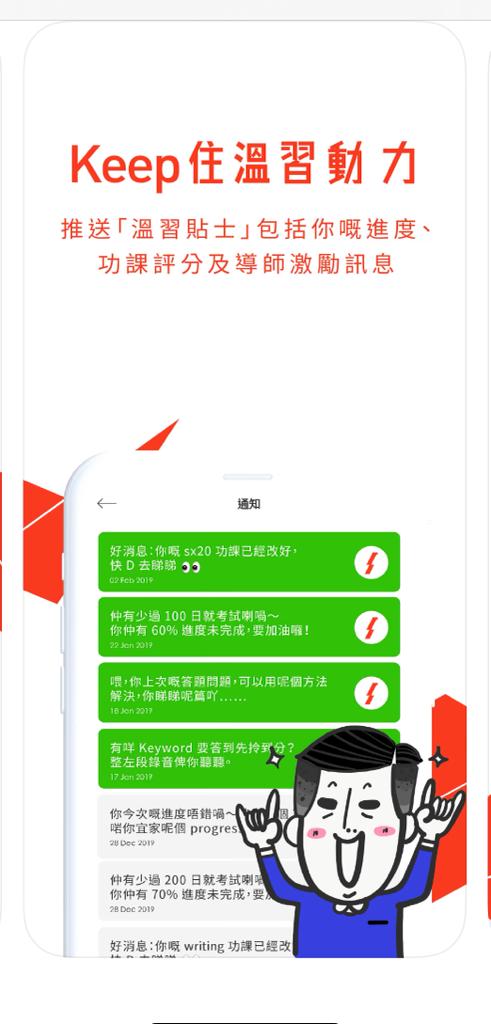 Keep住溫習動力
推送「溫習貼士」包括你嘅進度、
功課評分及導師激勵訊息
通知
好消息：你嘅 sx20 功課已經改好，
快 D 去睇睇 👀
02 Feb 2019
仲有少過 100 日就考試喇喎～
你仲有 60% 進度未完成，要加油囉！
22 Jan 2019
喂，你上次嘅答題問題，可以用呢個方法
解決，你睇睇呢篇吖……
18 Jan 2019
有咩 Keyword 要答到先拎到分？
整左段錄音俾你聽聽。
17 Jan 2019
你今次嘅進度唔錯喎～ 個
啱你宜家呢個 progres
28 Dec 2019
仲有少過 200 日就考試喇
你仲有 70% 進度未完成，要
28 Dec 2019
好消息：你嘅 writing 功課已經改
快 D 去睇睇